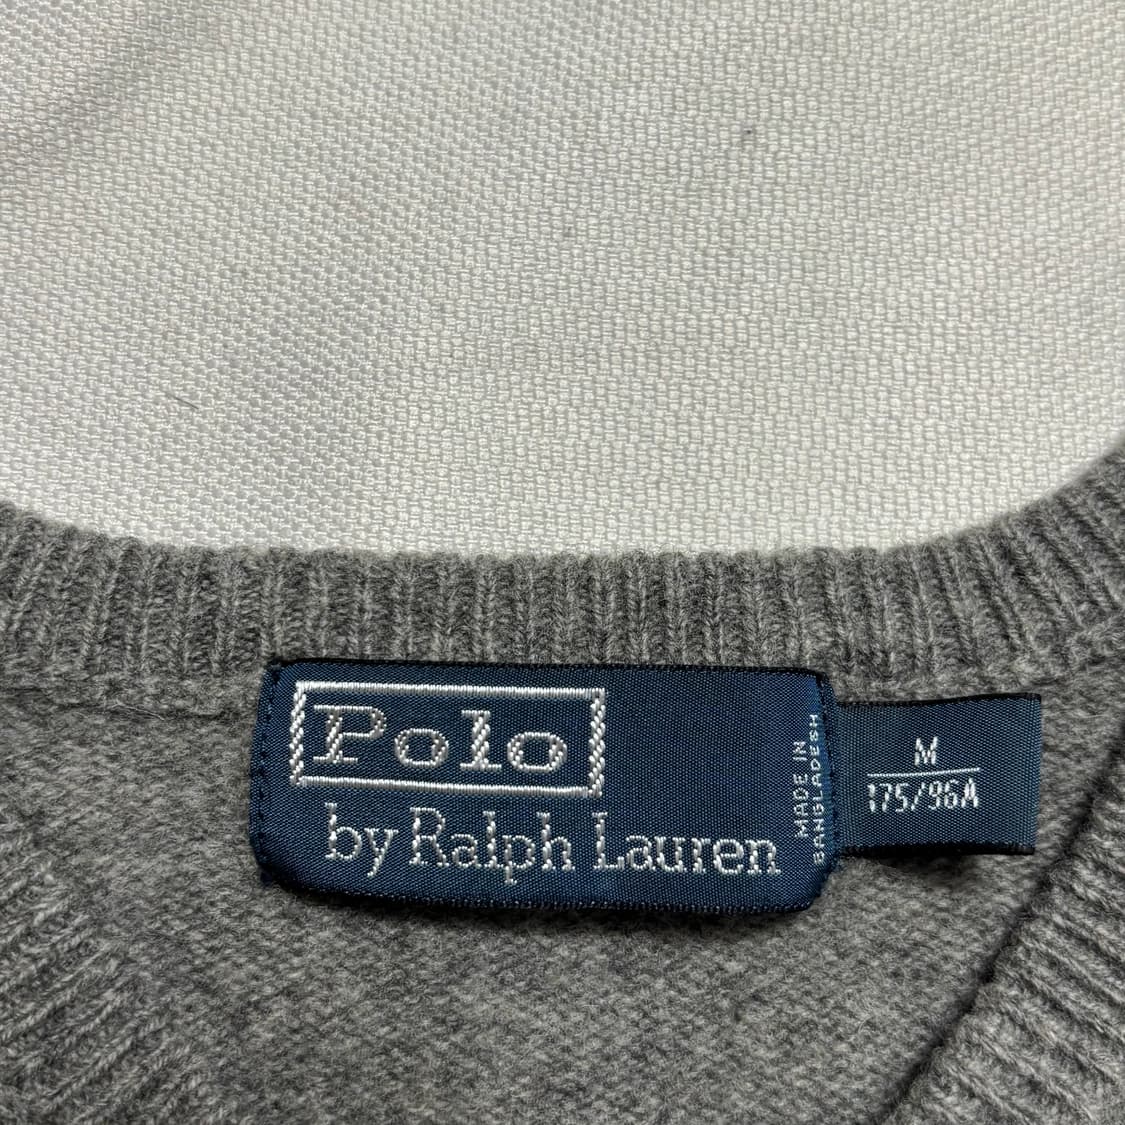 Polo
by Ralph Lauren
MADE IN
BANGLADESH
M
175/96A